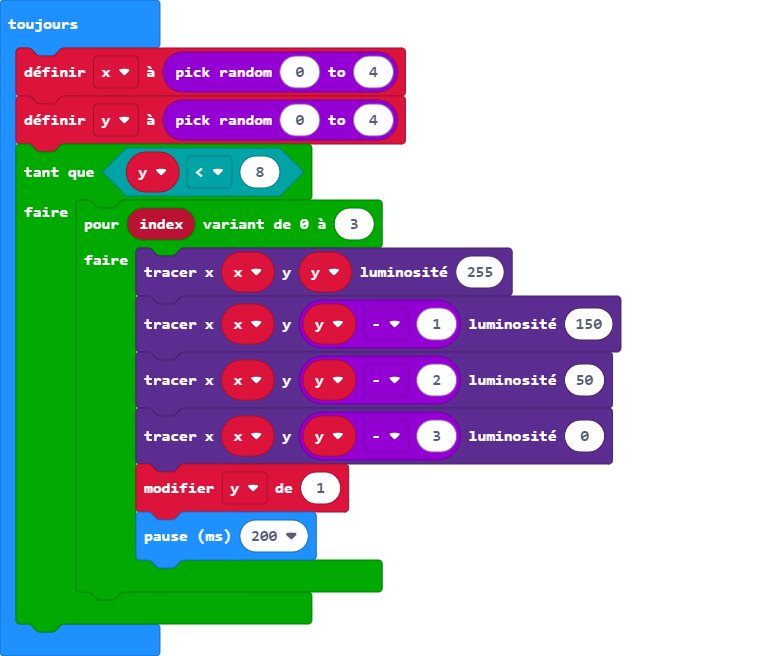 toujours
définir x à pick random 0 to 4
définir y à pick random 0 to 4
tant que y < 8
faire pour index variant de 0 à 3
faire tracer x x y y luminosité 255
tracer x x y y - 1 luminosité 150
tracer x x y y - 2 luminosité 50
tracer x x y y - 3 luminosité 0
modifier y de 1
pause (ms) 200